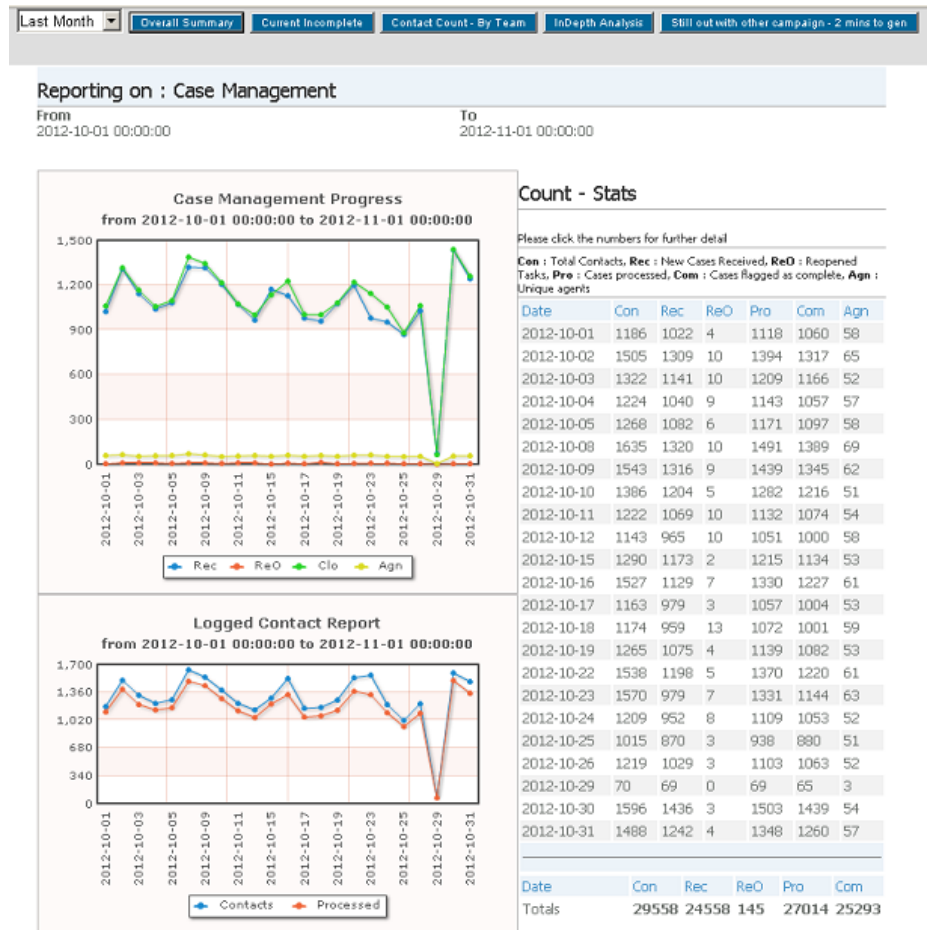 Last Month
Overall Summary
Current Incomplete
Contact Count - By Team
InDepth Analysis
Still out with other campaign - 2 mins to gen
Reporting on : Case Management
From To
2012-10-01 00:00:00 2012-11-01 00:00:00
Case Management Progress
from 2012-10-01 00:00:00 to 2012-11-01 00:00:00
1,500
1,200
900
600
300
0
2012-10-01
2012-10-03
2012-10-05
2012-10-09
2012-10-11
2012-10-15
2012-10-17
2012-10-19
2012-10-23
2012-10-25
2012-10-29
2012-10-31
Rec ReO Clo Agn
Logged Contact Report
from 2012-10-01 00:00:00 to 2012-11-01 00:00:00
1,700
1,360
1,020
680
340
0
2012-10-01
2012-10-03
2012-10-05
2012-10-09
2012-10-11
2012-10-15
2012-10-17
2012-10-19
2012-10-23
2012-10-25
2012-10-29
2012-10-31
Contacts Processed
Count - Stats
Please click the numbers for further detail
Con : Total Contacts, Rec : New Cases Received, ReO : Reopened
Tasks, Pro : Cases processed, Com : Cases flagged as complete, Agn :
Unique agents
Date Con Rec ReO Pro Com Agn
2012-10-01 1186 1022 4 1118 1060 58
2012-10-02 1505 1309 10 1394 1317 65
2012-10-03 1322 1141 10 1209 1166 52
2012-10-04 1224 1040 9 1143 1057 57
2012-10-05 1268 1082 6 1171 1097 58
2012-10-08 1635 1320 10 1491 1389 69
2012-10-09 1543 1316 9 1439 1345 62
2012-10-10 1386 1204 5 1282 1216 51
2012-10-11 1222 1069 10 1132 1074 54
2012-10-12 1143 965 10 1051 1000 58
2012-10-15 1290 1173 2 1215 1134 53
2012-10-16 1527 1129 7 1330 1227 61
2012-10-17 1163 979 3 1057 1004 53
2012-10-18 1174 959 13 1072 1001 59
2012-10-19 1265 1075 4 1139 1082 53
2012-10-22 1538 1198 5 1370 1220 61
2012-10-23 1570 979 7 1331 1144 63
2012-10-24 1209 952 8 1109 1053 52
2012-10-25 1015 870 3 938 880 51
2012-10-26 1219 1029 3 1103 1063 52
2012-10-29 70 69 0 69 65 3
2012-10-30 1596 1436 3 1503 1439 54
2012-10-31 1488 1242 4 1348 1260 57
Date Con Rec ReO Pro Com
Totals 29558 24558 145 27014 25293